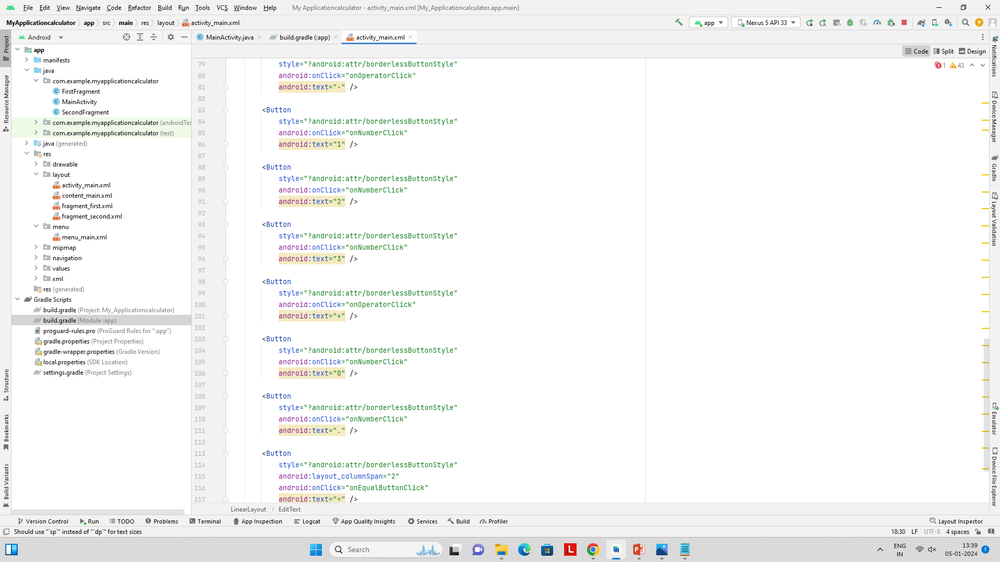 File Edit View Navigate Code Refactor Build Run Tools VCS Window Help My Applicationcalculator - activity_main.xml [My_Applicationcalculator.app.main]
MyApplicationcalculator app src main res layout activity_main.xml app Nexus 5 API 33
Android MainActivity.java build.gradle (:app) activity_main.xml
Code Split Design
1 43
Project
Resource Manager
Structure
Bookmarks
Build Variants
app
manifests
java
com.example.myapplicationcalculator
FirstFragment
MainActivity
SecondFragment
com.example.myapplicationcalculator (androidTes
com.example.myapplicationcalculator (test)
java (generated)
res
drawable
layout
activity_main.xml
content_main.xml
fragment_first.xml
fragment_second.xml
menu
menu_main.xml
mipmap
navigation
values
xml
res (generated)
Gradle Scripts
build.gradle (Project: My_Applicationcalculator)
build.gradle (Module :app)
proguard-rules.pro (ProGuard Rules for ":app")
gradle.properties (Project Properties)
gradle-wrapper.properties (Gradle Version)
local.properties (SDK Location)
settings.gradle (Project Settings)
79 style="?android:attr/borderlessButtonStyle"
80 android:onClick="onOperatorClick"
81 android:text="-" />
82
83 <Button
84 style="?android:attr/borderlessButtonStyle"
85 android:onClick="onNumberClick"
86 android:text="1" />
87
88 <Button
89 style="?android:attr/borderlessButtonStyle"
90 android:onClick="onNumberClick"
91 android:text="2" />
92
93 <Button
94 style="?android:attr/borderlessButtonStyle"
95 android:onClick="onNumberClick"
96 android:text="3" />
97
98 <Button
99 style="?android:attr/borderlessButtonStyle"
100 android:onClick="onOperatorClick"
101 android:text="+" />
102
103 <Button
104 style="?android:attr/borderlessButtonStyle"
105 android:onClick="onNumberClick"
106 android:text="0" />
107
108 <Button
109 style="?android:attr/borderlessButtonStyle"
110 android:onClick="onNumberClick"
111 android:text="." />
112
113 <Button
114 style="?android:attr/borderlessButtonStyle"
115 android:layout_columnSpan="2"
116 android:onClick="onEqualButtonClick"
117 android:text="=" />
Notifications
Device Manager
Gradle
Layout Validation
Emulator
Device File Explorer
LinearLayout EditText
Version Control Run TODO Problems Terminal App Inspection Logcat App Quality Insights Services Build Profiler Layout Inspector
Should use "`sp`" instead of "`dp`" for text sizes 18:30 LF UTF-8 4 spaces
Search L ENG
IN
13:39
05-01-2024
1